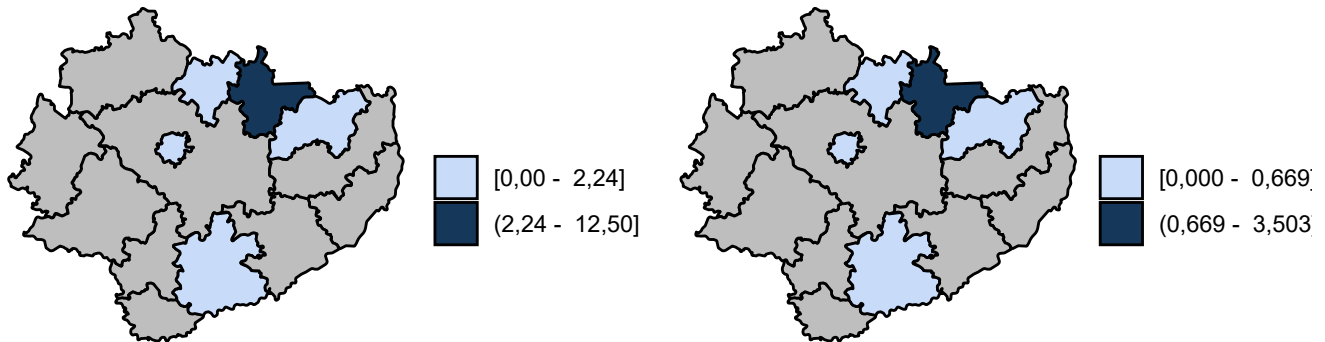 [0,00 -  2,24]
(2,24 -  12,50]
[0,000 -  0,669]
(0,669 -  3,503]